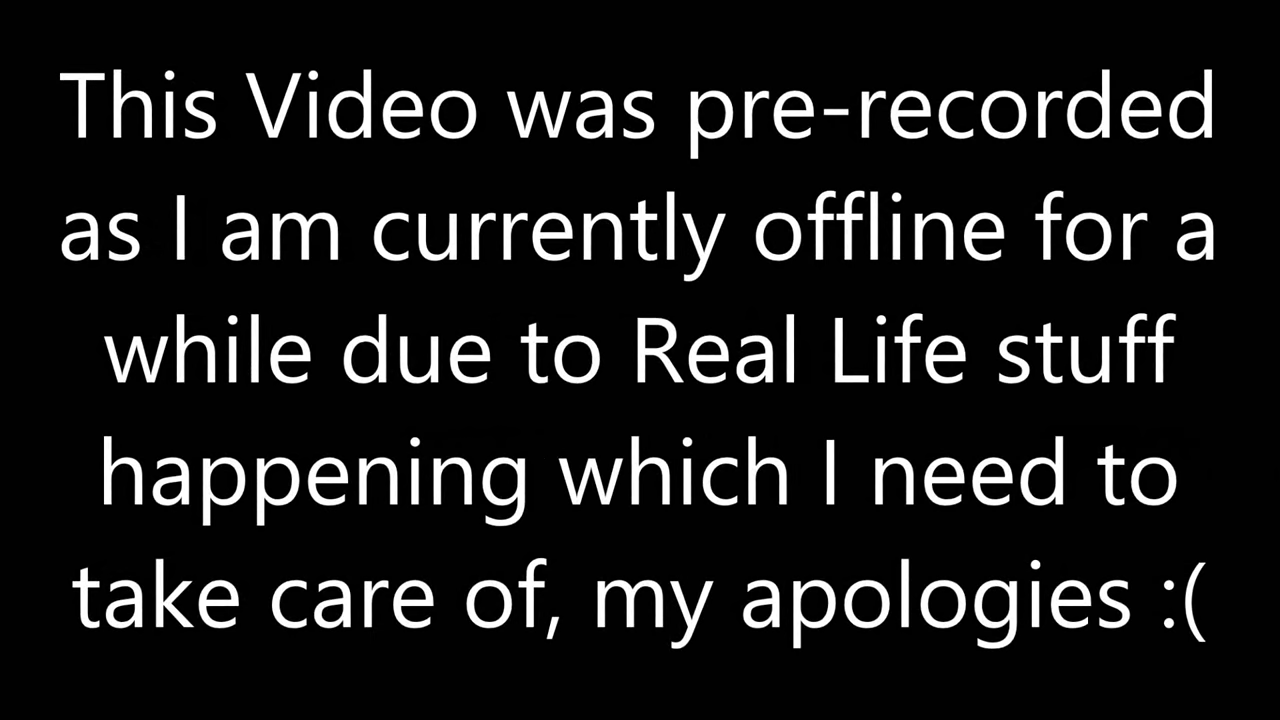 This Video was pre-recorded
as I am currently offline for a
while due to Real Life stuff
happening which I need to
take care of, my apologies :(